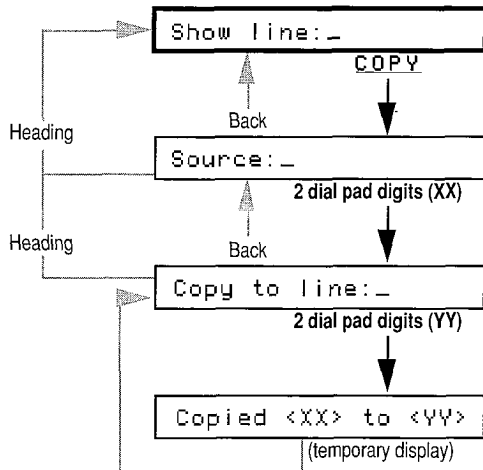 Show line:_
COPY
Back
Heading
Source:_
2 dial pad digits (XX)
Heading
Back
Copy to line:_
2 dial pad digits (YY)
Copied <XX> to <YY>
(temporary display)